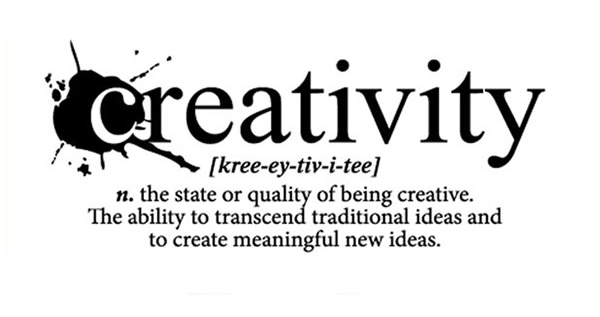 creativity
[kree-ey-tiv-i-tee]
n. the state or quality of being creative.
The ability to transcend traditional ideas and
to create meaningful new ideas.